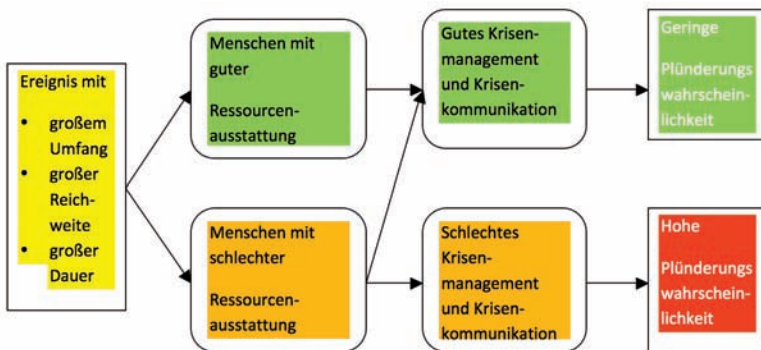 Ereignis mit
• großem
Umfang
• großer
Reich-
weite
• großer
Dauer
Menschen mit
guter
Ressourcen-
ausstattung
Menschen mit
schlechter
Ressourcen-
ausstattung
Gutes Krisen-
management
und Krisen-
kommunikation
Schlechtes
Krisen-
management
und Krisen-
kommunikation
Geringe
Plünderungs
wahrschein-
lichkeit
Hohe
Plünderungs
wahrschein-
lichkeit